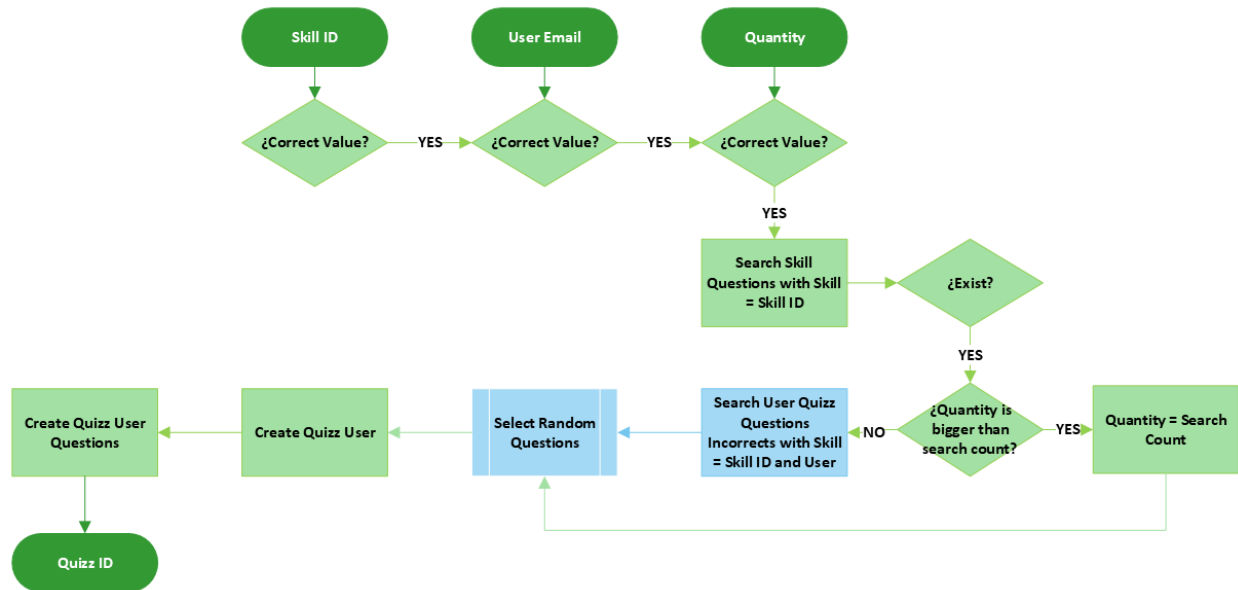 Skill ID
User Email
Quantity
¿Correct Value?
YES
¿Correct Value?
YES
¿Correct Value?
YES
Search Skill
Questions with Skill
= Skill ID
¿Exist?
YES
¿Quantity is
bigger than
search count?
YES
Quantity = Search
Count
NO
Search User Quizz
Questions
Incorrects with Skill
= Skill ID and User
Select Random
Questions
Create Quizz User
Create Quizz User
Questions
Quizz ID